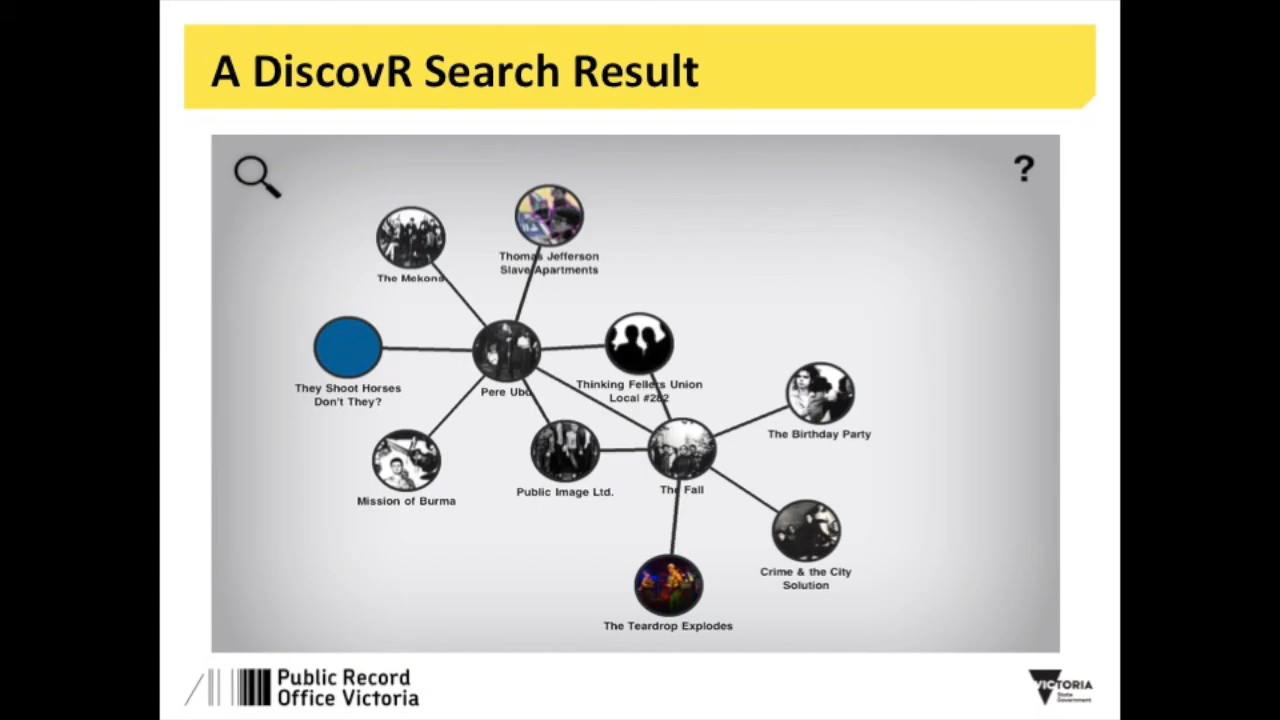 A DiscovR Search Result
?
Thomas Jefferson
Slave Apartments
The Mekons
They Shoot Horses
Don't They?
Pere Ubu
Thinking Fellers Union
Local #282
The Birthday Party
Mission of Burma
Public Image Ltd.
The Fall
Crime & the City
Solution
The Teardrop Explodes
Public Record
Office Victoria
VICTORIA
State
Government